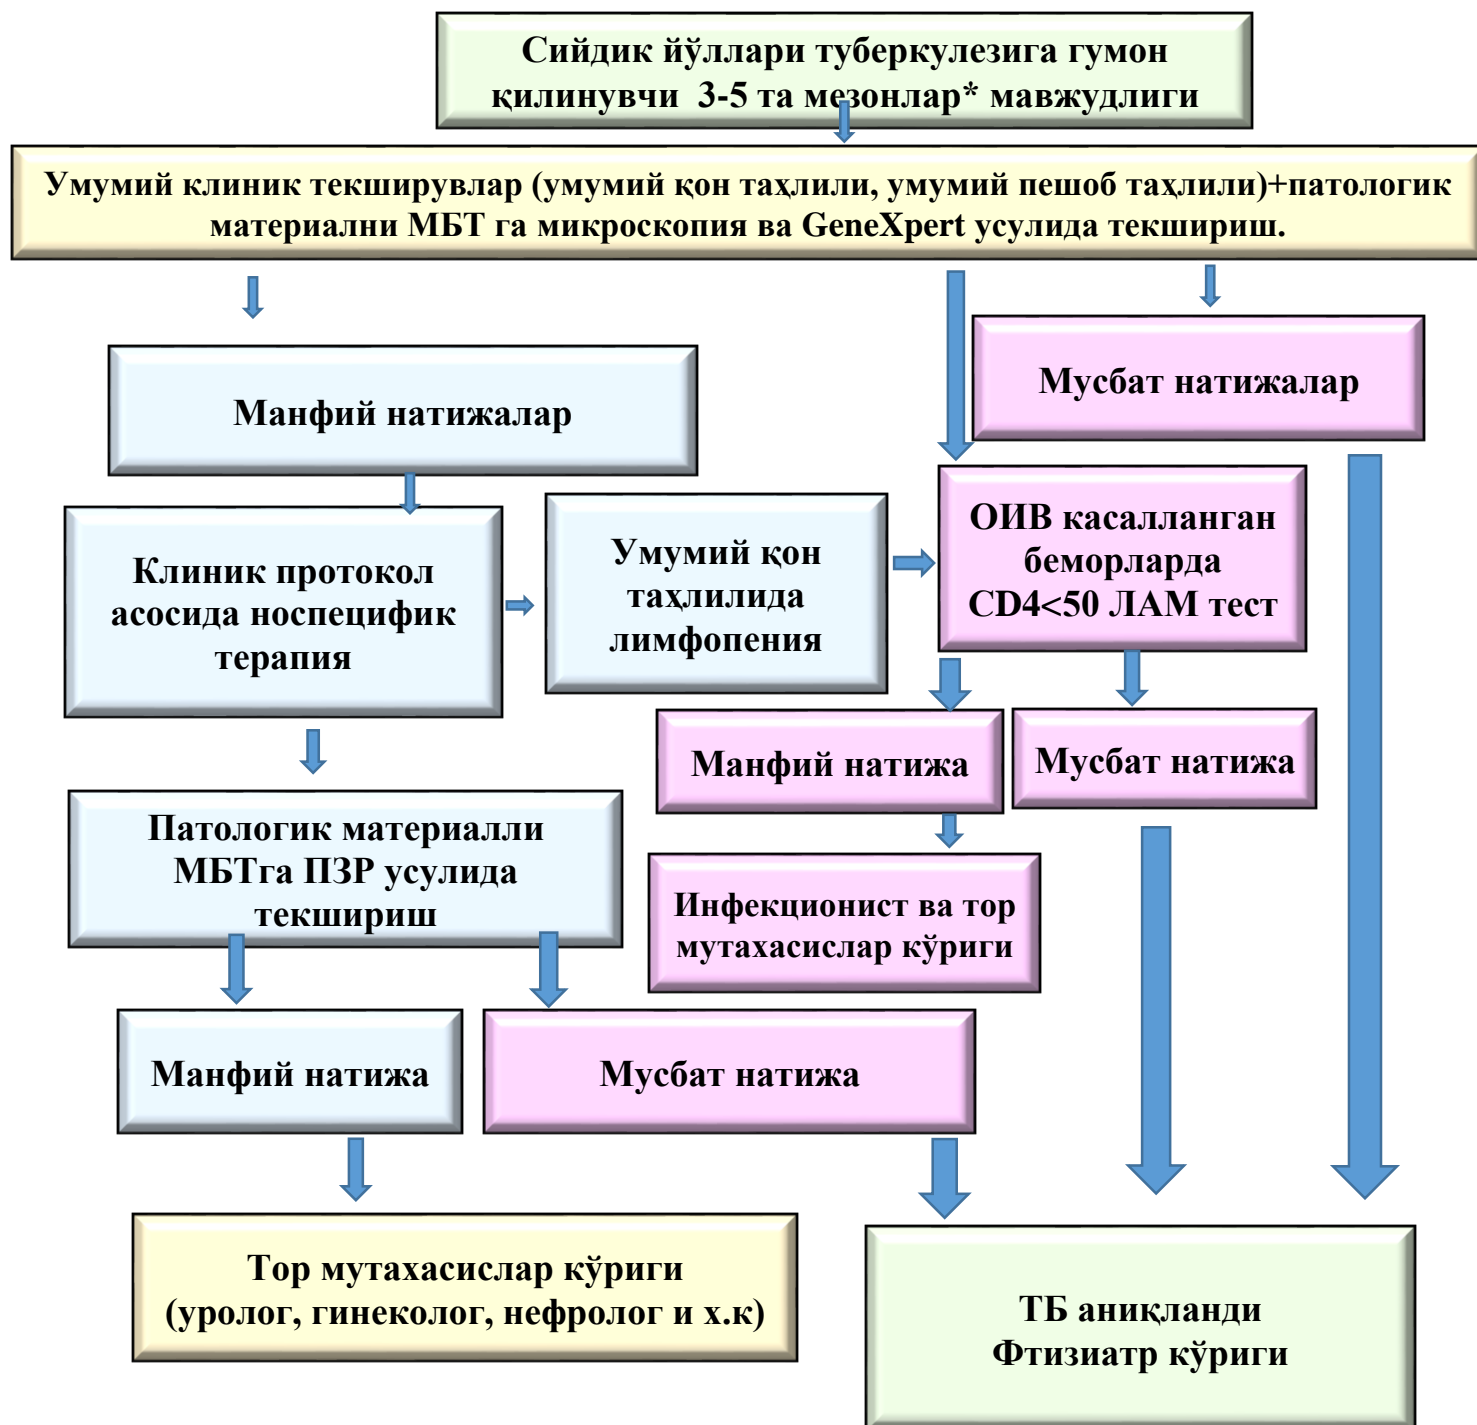 Сийдик йўллари туберкулезига гумон
қилинувчи 3-5 та мезонлар* мавжудлиги
Умумий клиник текширувлар (умумий қон таҳлили, умумий пешоб таҳлили)+патологик
материални МБТ га микроскопия ва GeneXpert усулида текшириш.
Манфий натижалар
Мусбат натижалар
Клиник протокол
асосида носпецифик
терапия
Умумий қон
таҳлилида
лимфопения
ОИВ касалланган
беморларда
CD4<50 ЛАМ тест
Манфий натижа
Мусбат натижа
Патологик материалли
МБТга ПЗР усулида
текшириш
Инфекционист ва тор
мутахасислар кўриги
Манфий натижа
Мусбат натижа
Тор мутахасислар кўриги
(уролог, гинеколог, нефролог и х.к)
ТБ аниқланди
Фтизиатр кўриги